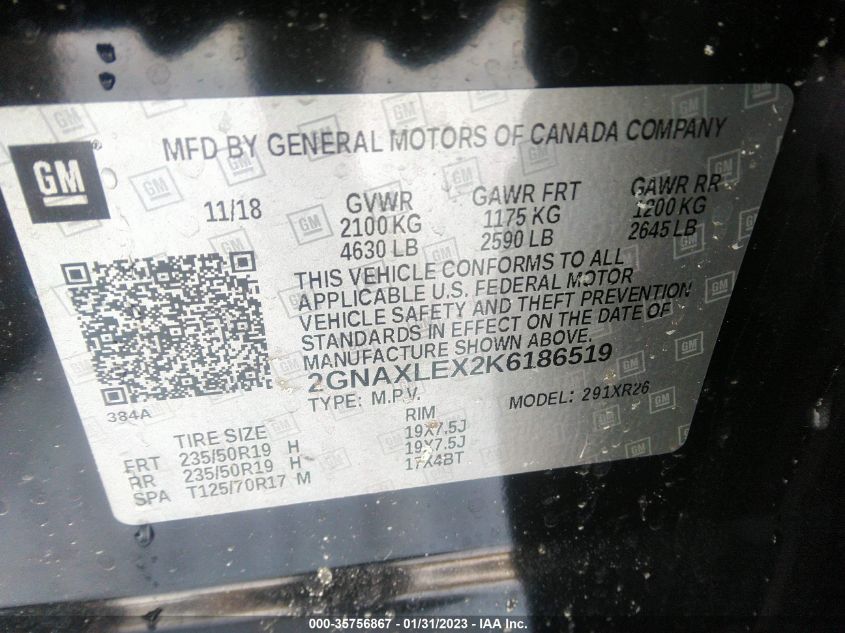 MFD BY GENERAL MOTORS OF CANADA COMPANY
GM ®
11/18 GVWR GAWR FRT GAWR RR
2100 KG 1175 KG 1200 KG
4630 LB 2590 LB 2645 LB
THIS VEHICLE CONFORMS TO ALL
APPLICABLE U.S. FEDERAL MOTOR
VEHICLE SAFETY AND THEFT PREVENTION
STANDARDS IN EFFECT ON THE DATE OF
MANUFACTURE SHOWN ABOVE.
2GNAXLEX2K6186519
384A TYPE: M.P.V. MODEL: 291XR26
TIRE SIZE RIM
FRT 235/50R19 H 19X7.5J
RR 235/50R19 H 19X7.5J
SPA T125/70R17 M 17X4BT
000-35756867 - 01/31/2023 - IAA Inc.